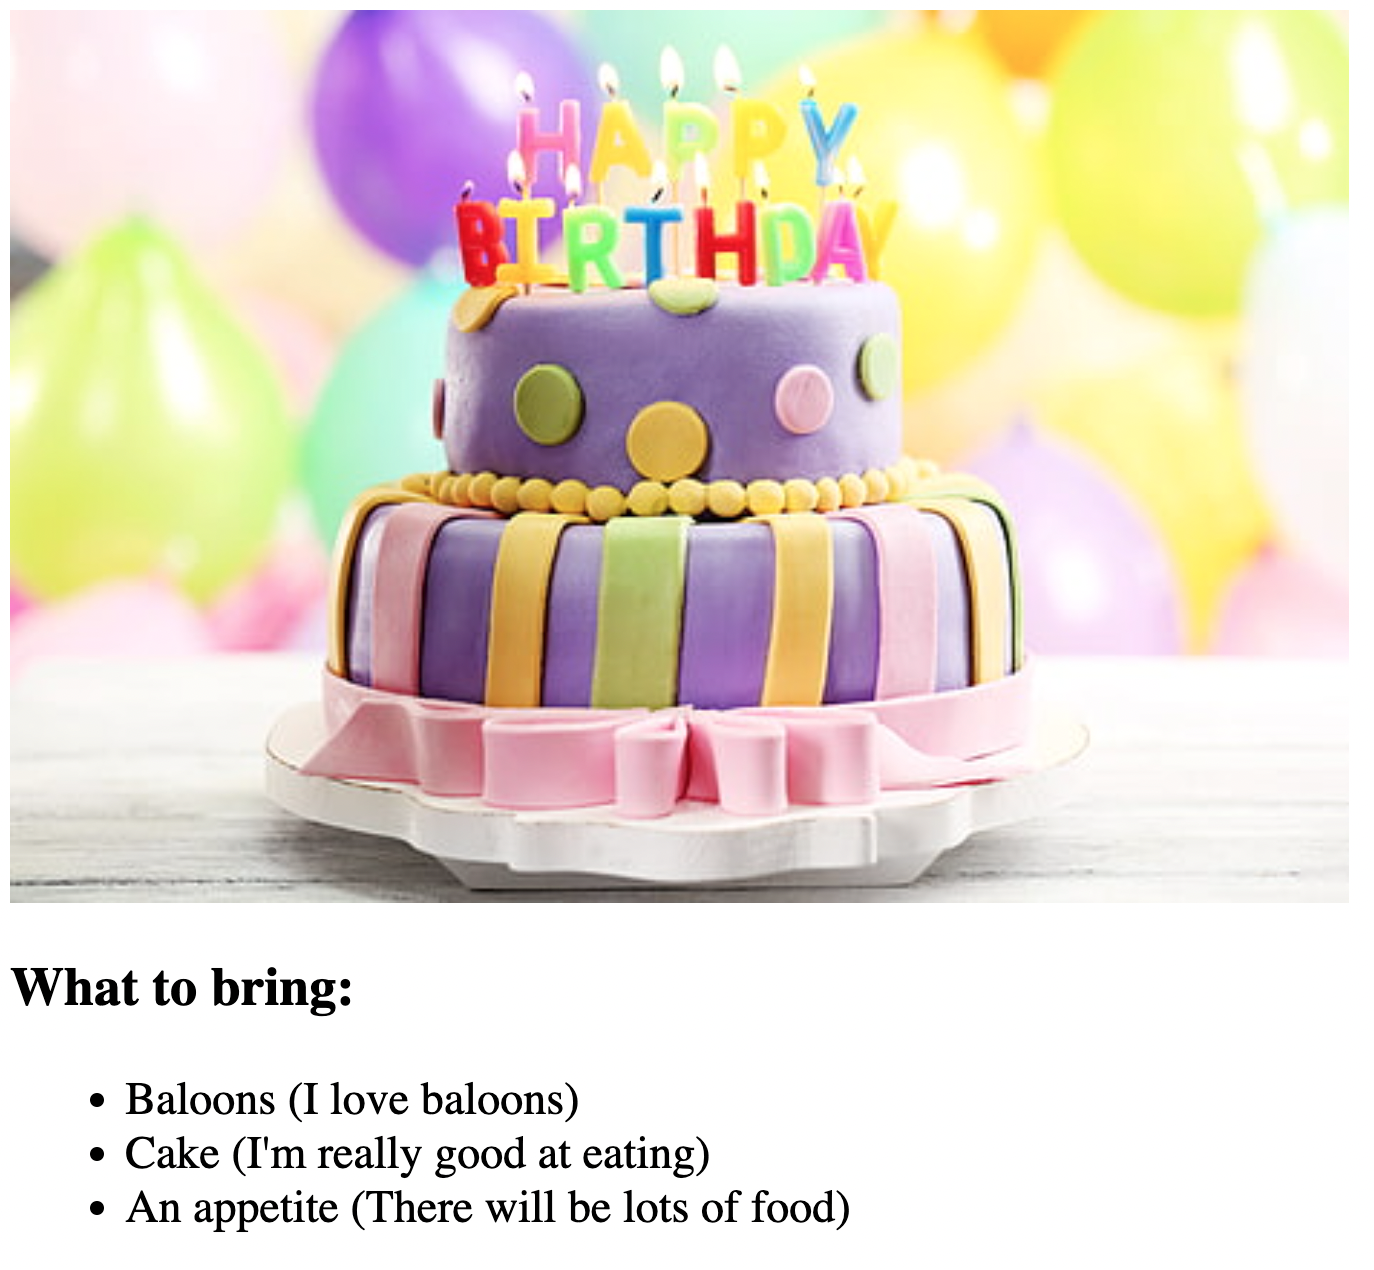 HAPPY
BIRTHDAY
What to bring:
• Baloons (I love baloons)
• Cake (I'm really good at eating)
• An appetite (There will be lots of food)